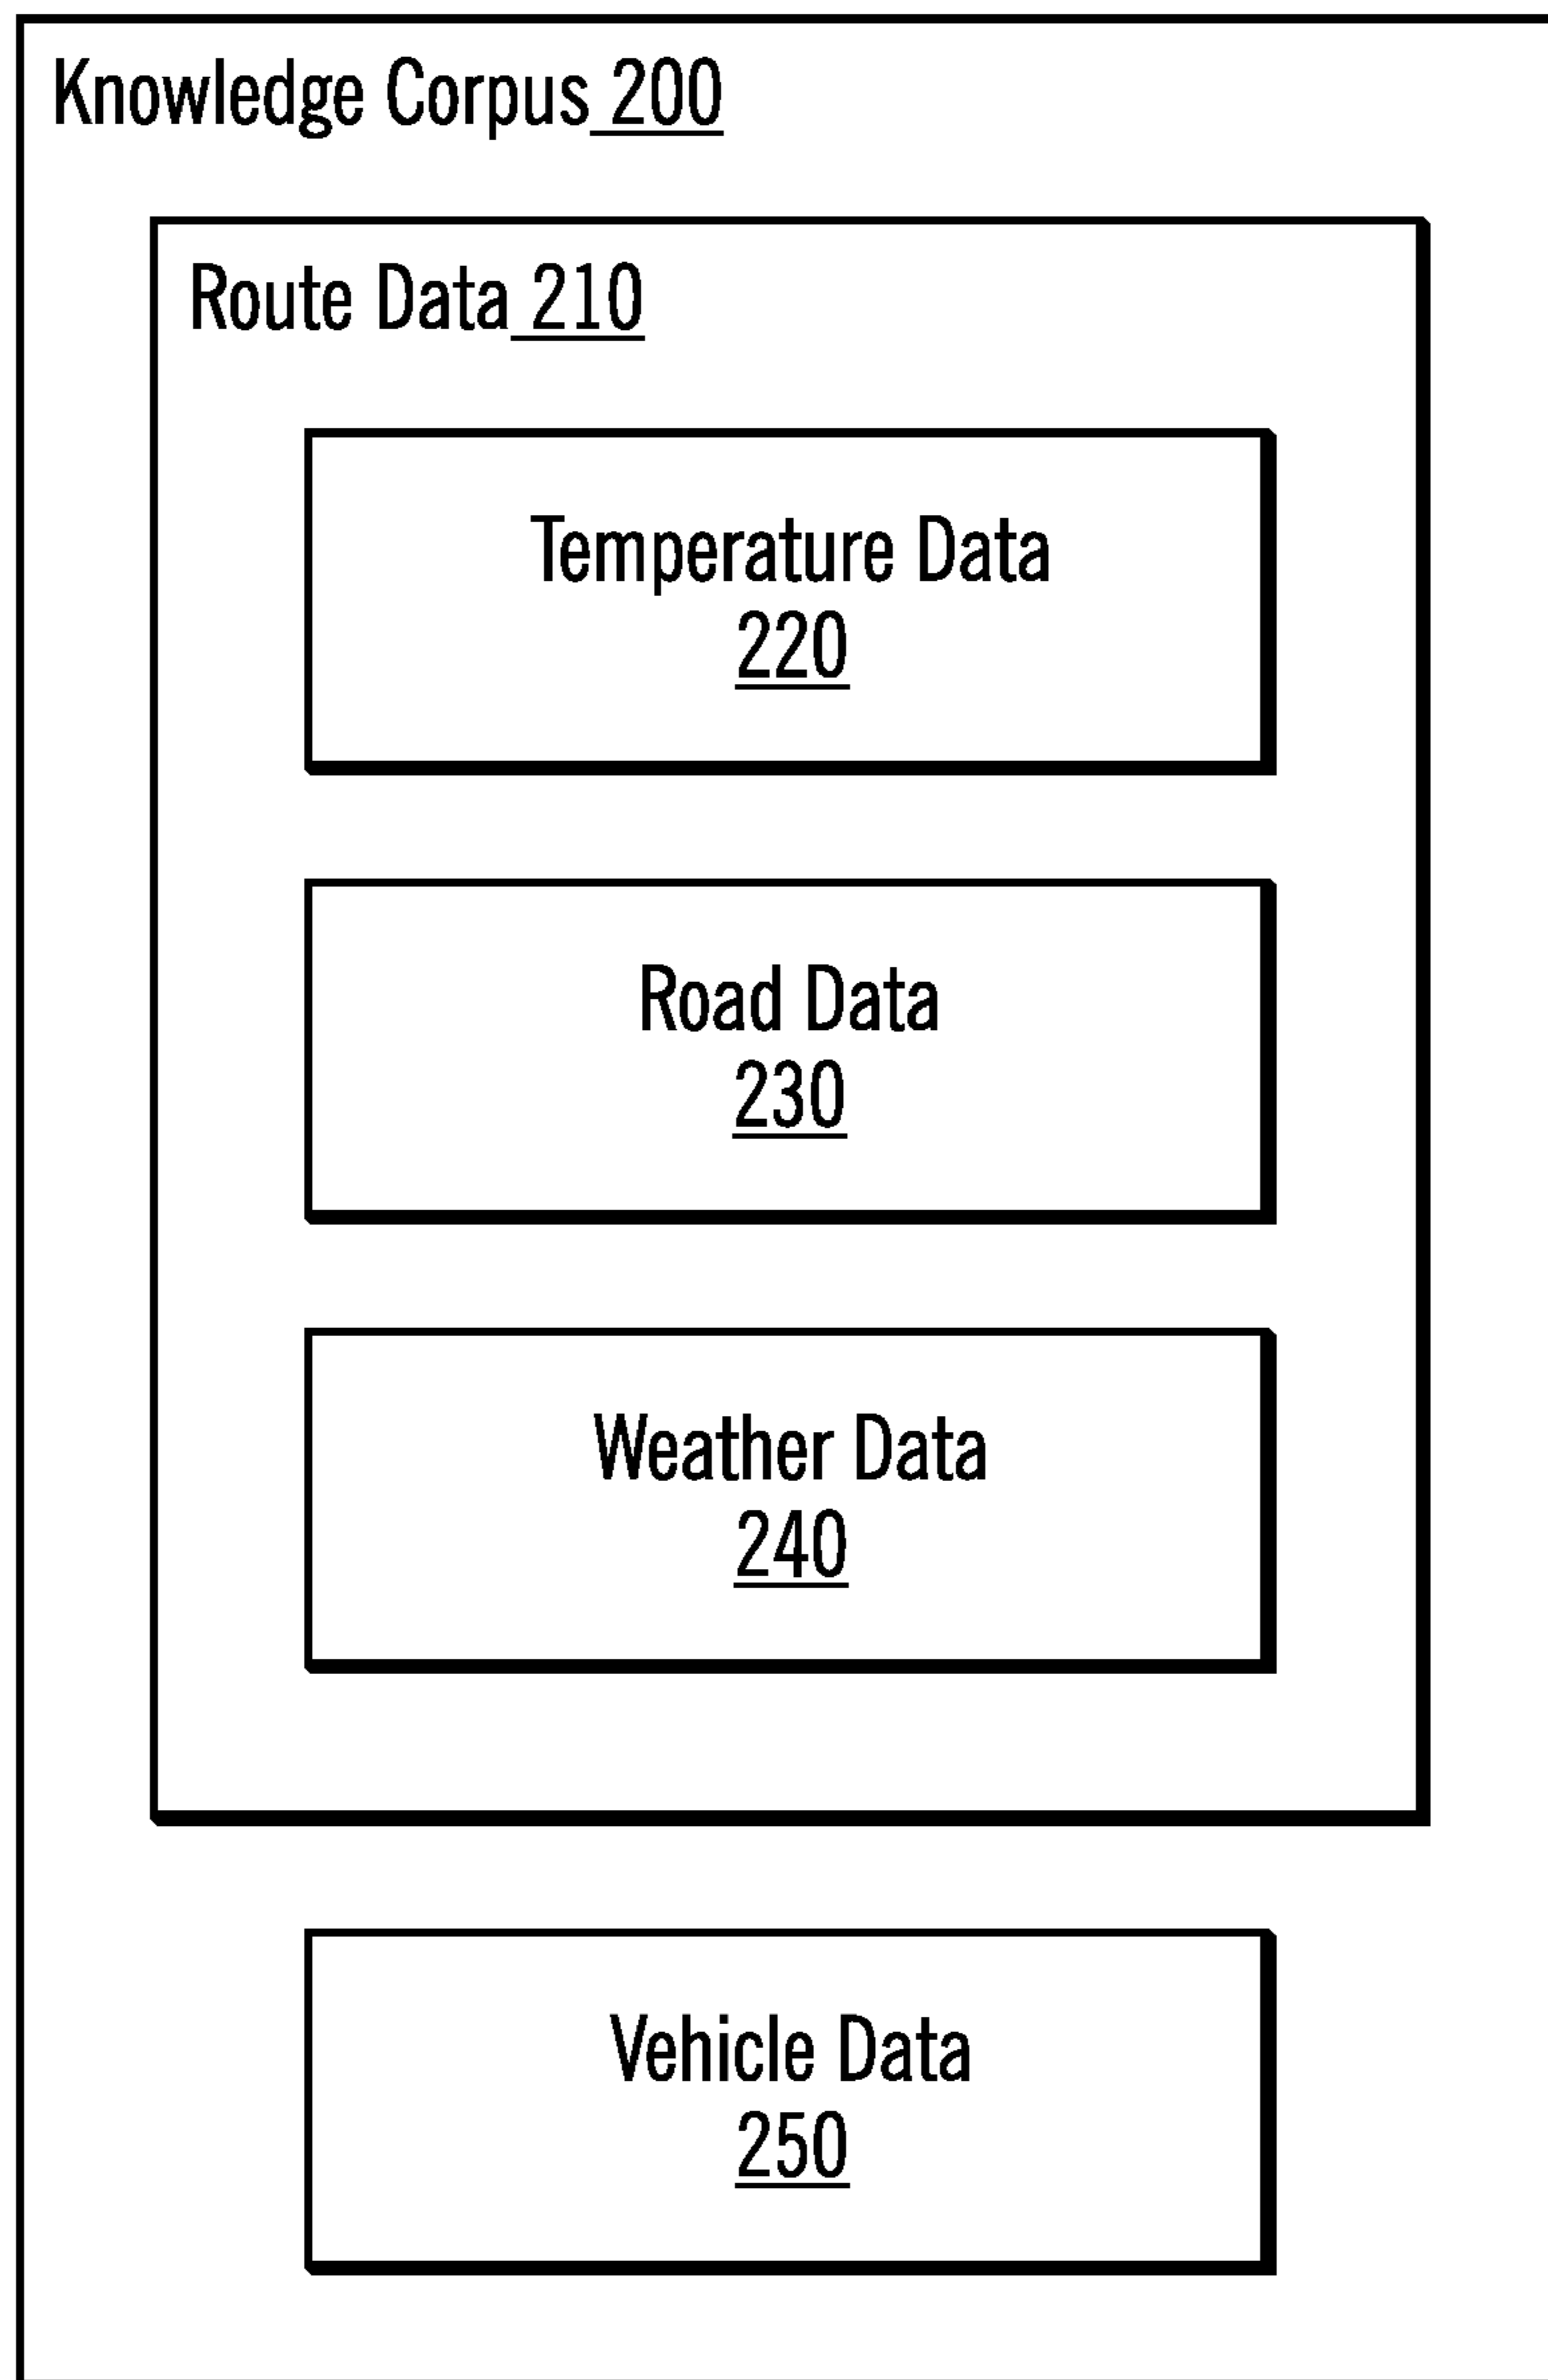 Knowledge Corpus 200
Route Data 210
Temperature Data
220
Road Data
230
Weather Data
240
Vehicle Data
250